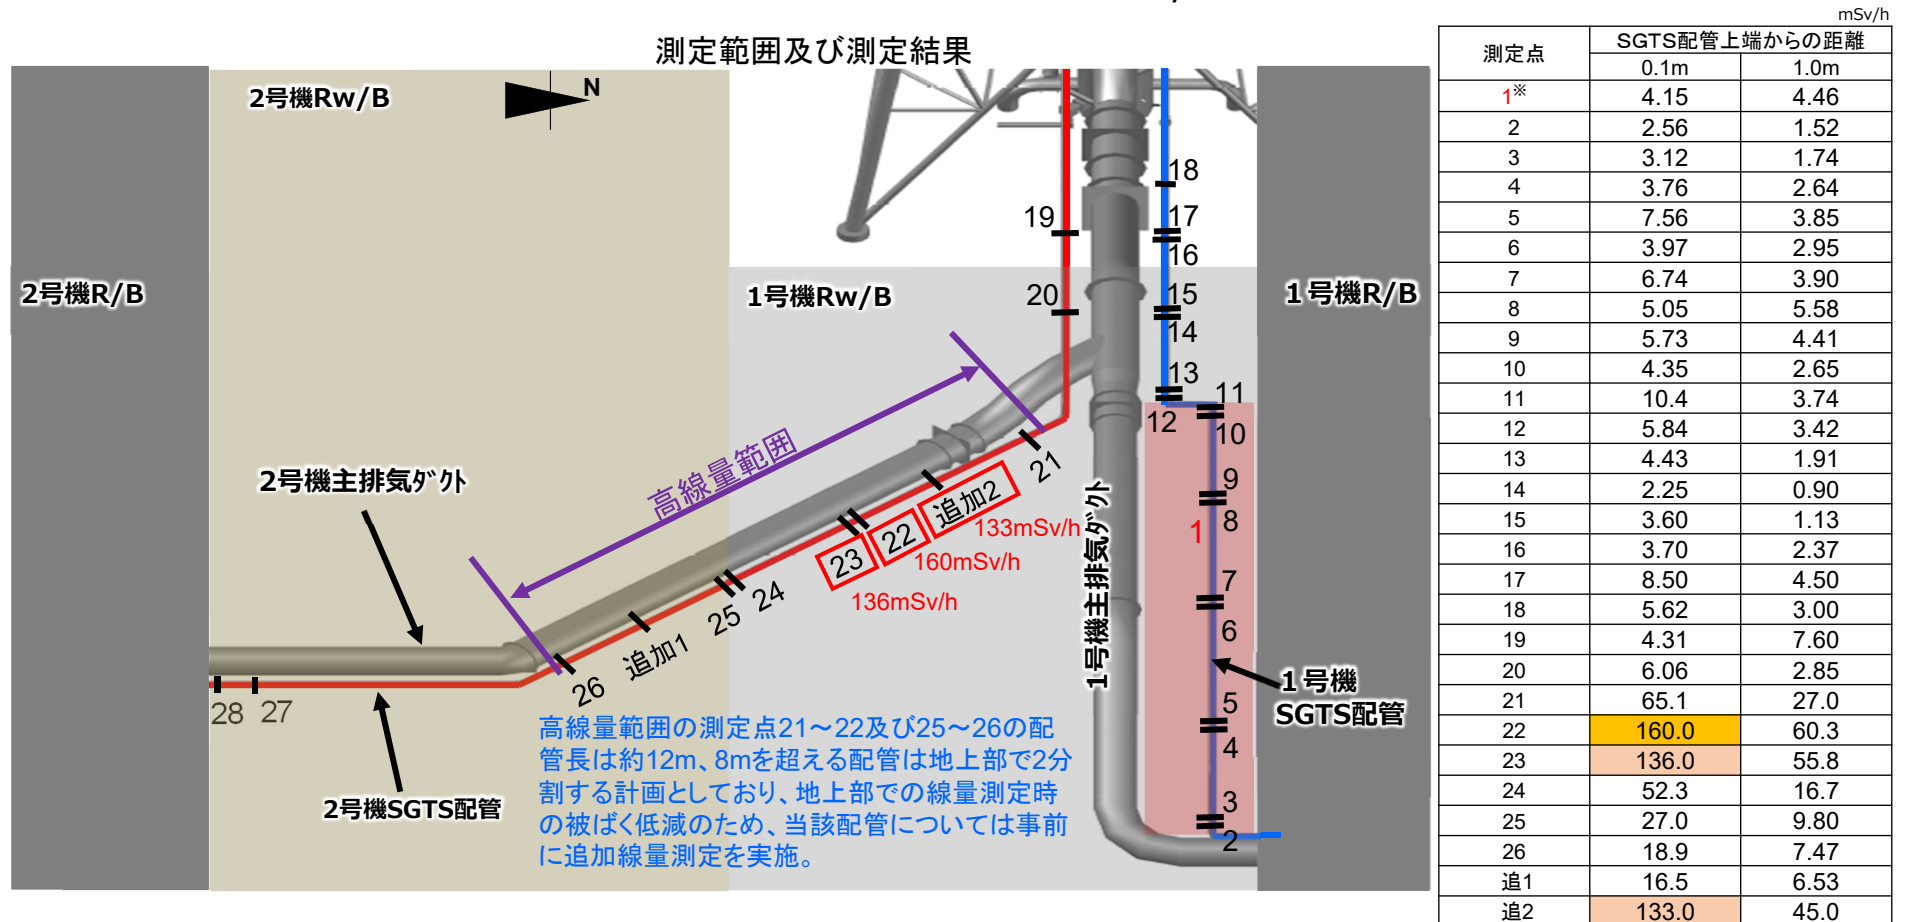 測定範囲及び測定結果
2号機Rw/B
N
2号機R/B
1号機Rw/B
1号機R/B
18
19
17
16
20
15
14
13
12
11
10
9
8
1
7
6
5
4
3
2
高線量範囲
2号機主排気ダクト
1号機主排気ダクト
21
追加2
133mSv/h
22
160mSv/h
23
136mSv/h
24
25
追加1
26
27
28
2号機SGTS配管
1号機
SGTS配管
高線量範囲の測定点21～22及び25～26の配
管長は約12m、8mを超える配管は地上部で2分
割する計画としており、地上部での線量測定時
の被ばく低減のため、当該配管については事前
に追加線量測定を実施。
mSv/h
測定点 SGTS配管上端からの距離
0.1m 1.0m
1※ 4.15 4.46
2 2.56 1.52
3 3.12 1.74
4 3.76 2.64
5 7.56 3.85
6 3.97 2.95
7 6.74 3.90
8 5.05 5.58
9 5.73 4.41
10 4.35 2.65
11 10.4 3.74
12 5.84 3.42
13 4.43 1.91
14 2.25 0.90
15 3.60 1.13
16 3.70 2.37
17 8.50 4.50
18 5.62 3.00
19 4.31 7.60
20 6.06 2.85
21 65.1 27.0
22 160.0 60.3
23 136.0 55.8
24 52.3 16.7
25 27.0 9.80
26 18.9 7.47
追1 16.5 6.53
追2 133.0 45.0